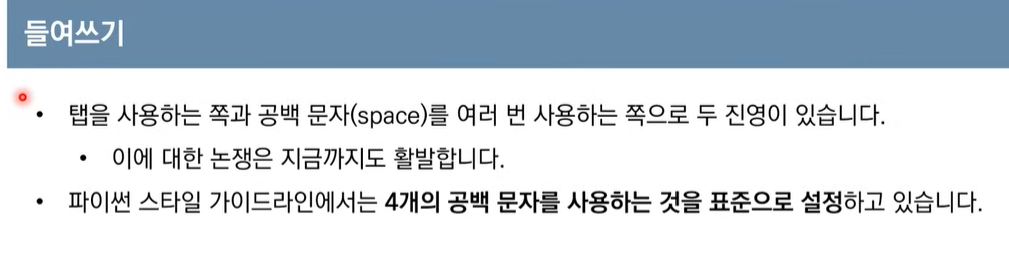 들여쓰기
• 탭을 사용하는 쪽과 공백 문자(space)를 여러 번 사용하는 쪽으로 두 진영이 있습니다.
• 이에 대한 논쟁은 지금까지도 활발합니다.
• 파이썬 스타일 가이드라인에서는 4개의 공백 문자를 사용하는 것을 표준으로 설정하고 있습니다.